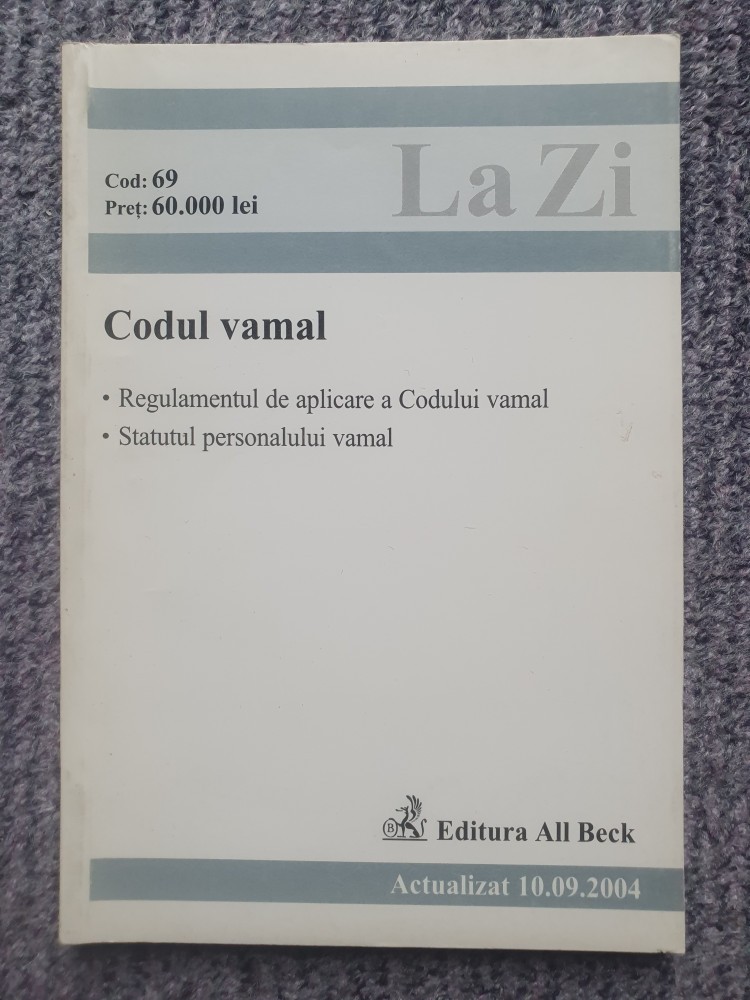 Cod: 69
Preț: 60.000 lei
La Zi
Codul vamal
• Regulamentul de aplicare a Codului vamal
• Statutul personalului vamal
B
Editura All Beck
Actualizat 10.09.2004